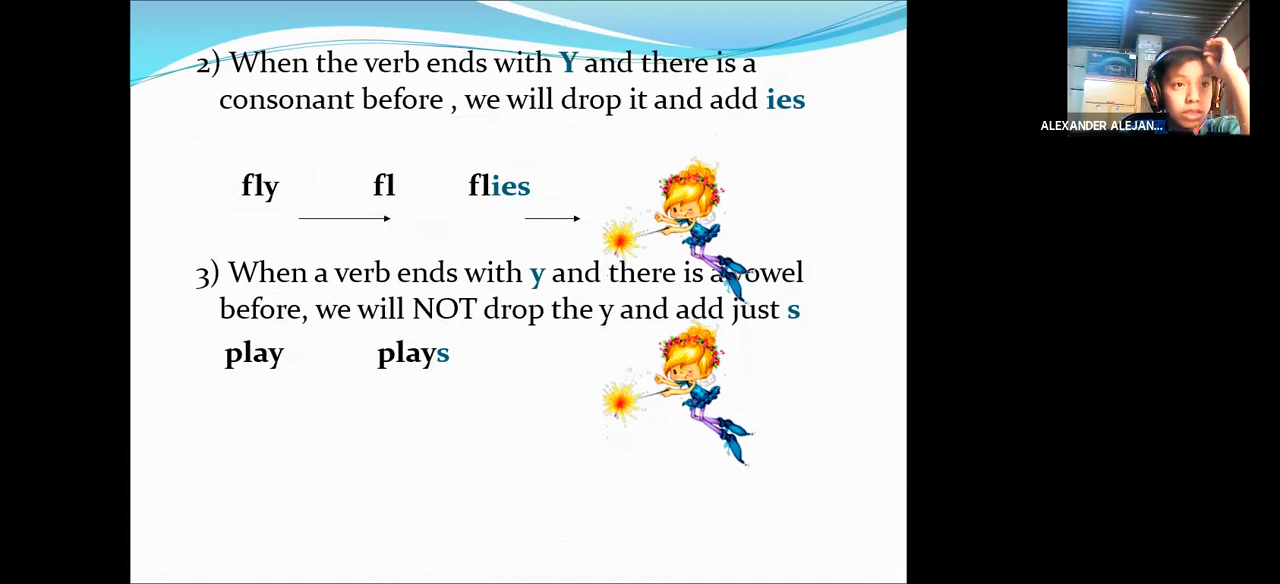 2) When the verb ends with Y and there is a
consonant before , we will drop it and add ies
fly fl flies
3) When a verb ends with y and there is a vowel
before, we will NOT drop the y and add just s
play plays
ALEXANDER ALEJAN...